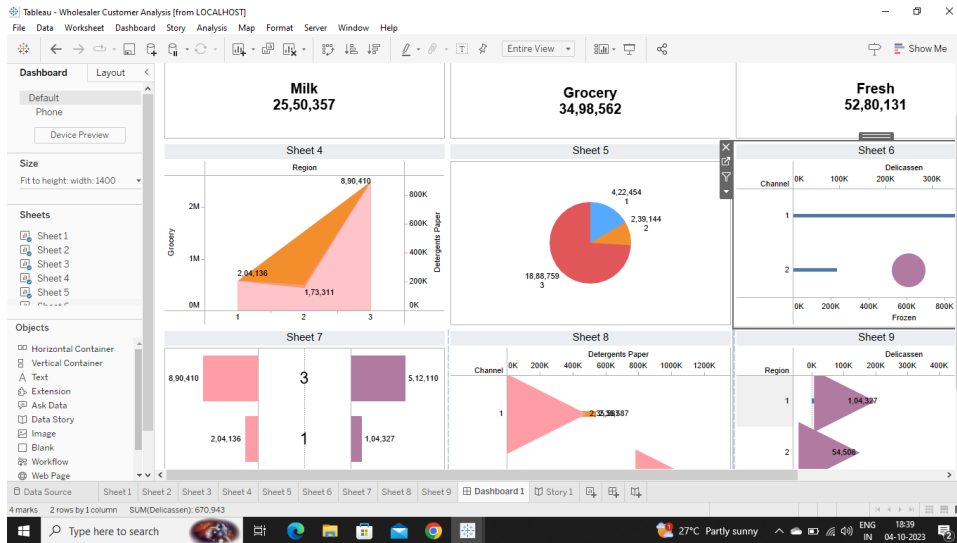 Tableau - Wholesaler Customer Analysis [from LOCALHOST]
File Data Worksheet Dashboard Story Analysis Map Format Server Window Help
Entire View
Show Me
Dashboard Layout
Default
Phone
Device Preview
Size
Fit to height: width: 1400
Sheets
Sheet 1
Sheet 2
Sheet 3
Sheet 4
Sheet 5
Objects
Horizontal Container
Vertical Container
Text
Extension
Ask Data
Data Story
Image
Blank
Workflow
Web Page
Milk
25,50,357
Grocery
34,98,562
Fresh
52,80,131
Sheet 4
Region
8,90,410
2M
1M
0M
Grocery
2,04,136
1,73,311
800K
600K
400K
200K
0K
Detergents Paper
1 2 3
Sheet 5
4,22,454
1
2,39,144
2
18,88,759
3
Sheet 6
Delicassen
Channel 0K 100K 200K 300K
1
2
0K 200K 400K 600K 800K
Frozen
Sheet 7
8,90,410 3 5,12,110
2,04,136 1 1,04,327
Sheet 8
Detergents Paper
Channel 0K 200K 400K 600K 800K 1000K 1200K
1
Sheet 9
Delicassen
Region 0K 100K 200K 300K 400K
1 1,04,327
2 54,506
Data Source Sheet 1 Sheet 2 Sheet 3 Sheet 4 Sheet 5 Sheet 6 Sheet 7 Sheet 8 Sheet 9 Dashboard 1 Story 1
4 marks 2 rows by 1 column SUM(Delicassen): 670,943
Type here to search
27°C Partly sunny
ENG
IN
18:39
04-10-2023
2